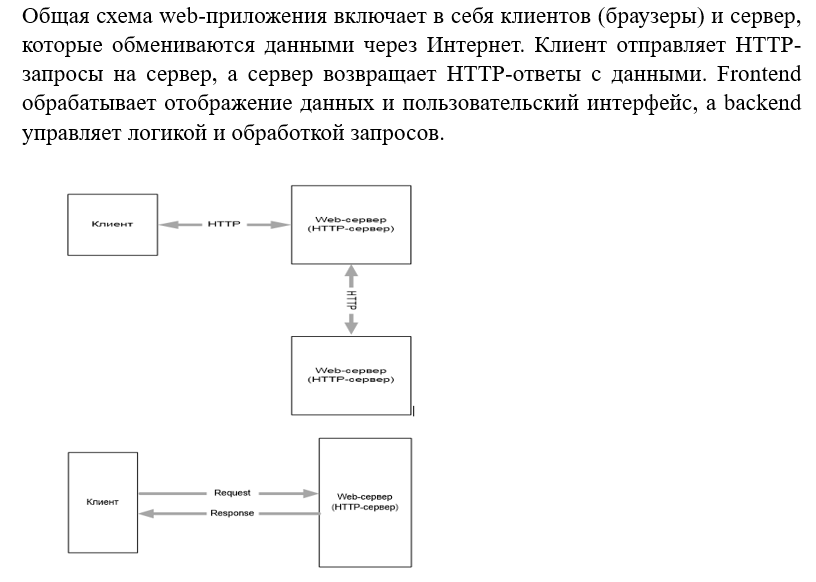 Общая схема web-приложения включает в себя клиентов (браузеры) и сервер,
которые обмениваются данными через Интернет. Клиент отправляет HTTP-
запросы на сервер, а сервер возвращает HTTP-ответы с данными. Frontend
обрабатывает отображение данных и пользовательский интерфейс, а backend
управляет логикой и обработкой запросов.
Клиент
HTTP
Web-сервер
(HTTP-сервер)
HTTP
Web-сервер
(HTTP-сервер)
Клиент
Request
Response
Web-сервер
(HTTP-сервер)